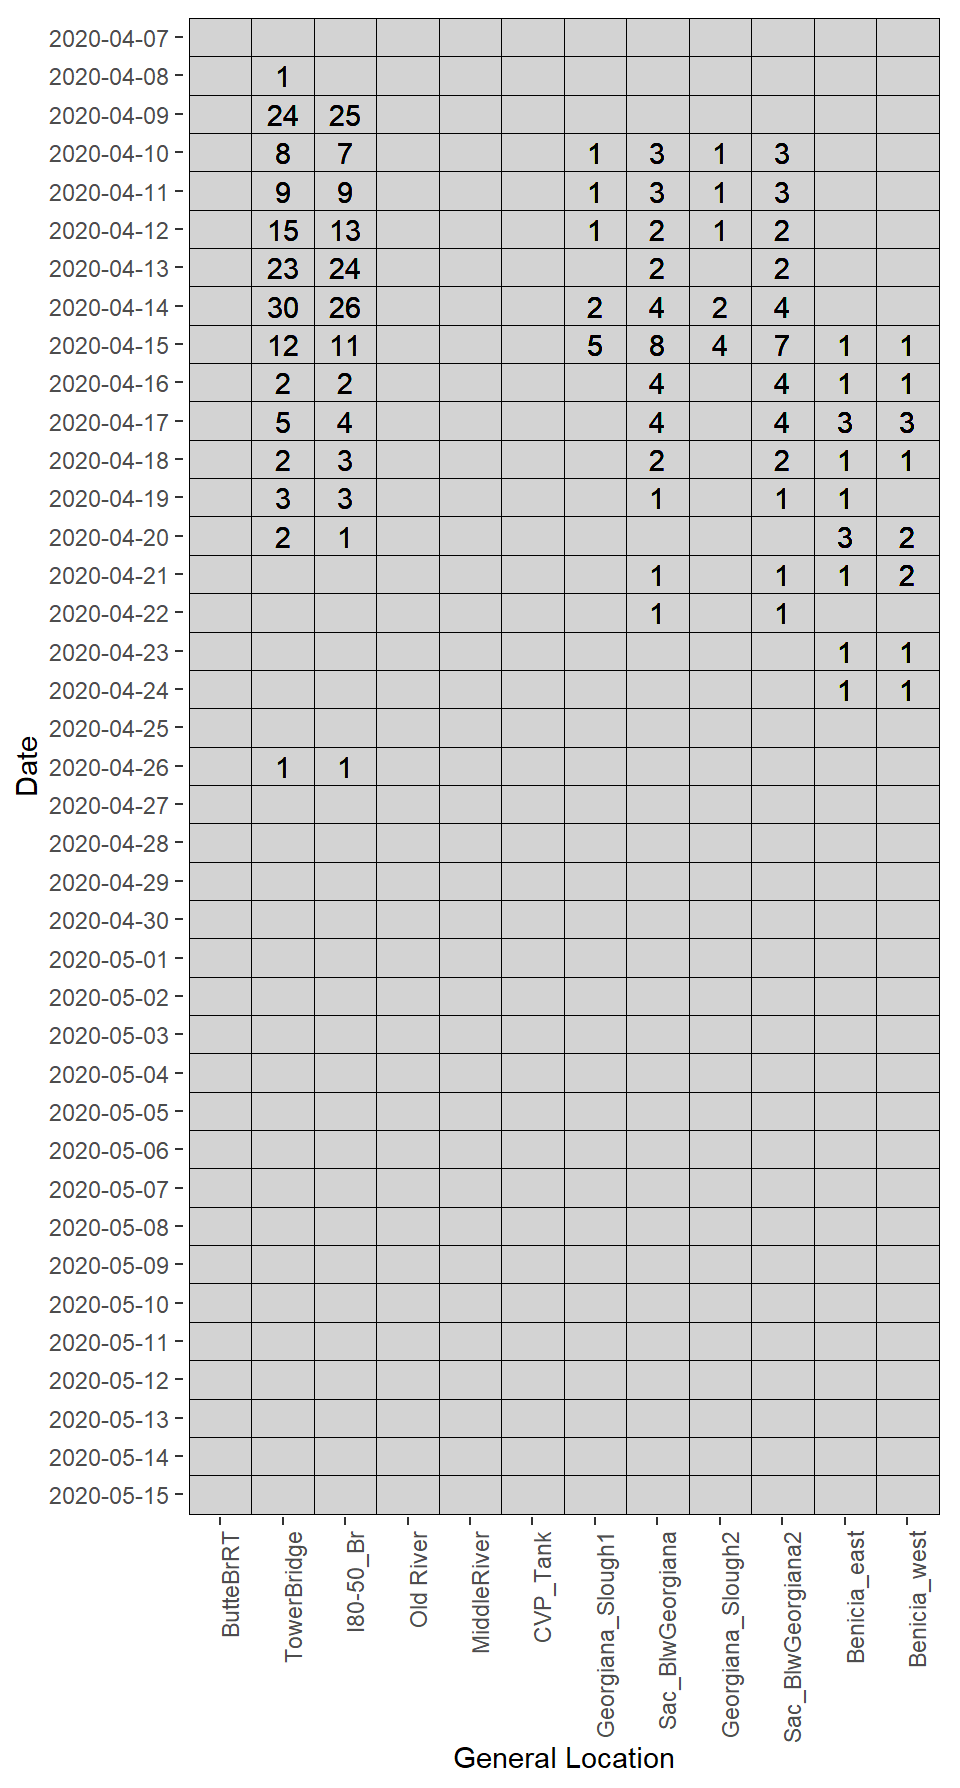 2020-04-07
2020-04-08 1
2020-04-09 24 25
2020-04-10 8 7 1 3 1 3
2020-04-11 9 9 1 3 1 3
2020-04-12 15 13 1 2 1 2
2020-04-13 23 24 2 2
2020-04-14 30 26 2 4 2 4
2020-04-15 12 11 5 8 4 7 1 1
2020-04-16 2 2 4 4 1 1
2020-04-17 5 4 4 4 3 3
2020-04-18 2 3 2 2 1 1
2020-04-19 3 3 1 1 1
2020-04-20 2 1 3 2
2020-04-21 1 1 1 2
2020-04-22 1 1
2020-04-23 1 1
2020-04-24 1 1
2020-04-25
2020-04-26 1 1
2020-04-27
2020-04-28
2020-04-29
2020-04-30
2020-05-01
2020-05-02
2020-05-03
2020-05-04
2020-05-05
2020-05-06
2020-05-07
2020-05-08
2020-05-09
2020-05-10
2020-05-11
2020-05-12
2020-05-13
2020-05-14
2020-05-15
Date
ButteBrRT
TowerBridge
I80-50_Br
Old River
MiddleRiver
CVP_Tank
Georgiana_Slough1
Sac_BlwGeorgiana
Georgiana_Slough2
Sac_BlwGeorgiana2
Benicia_east
Benicia_west
General Location